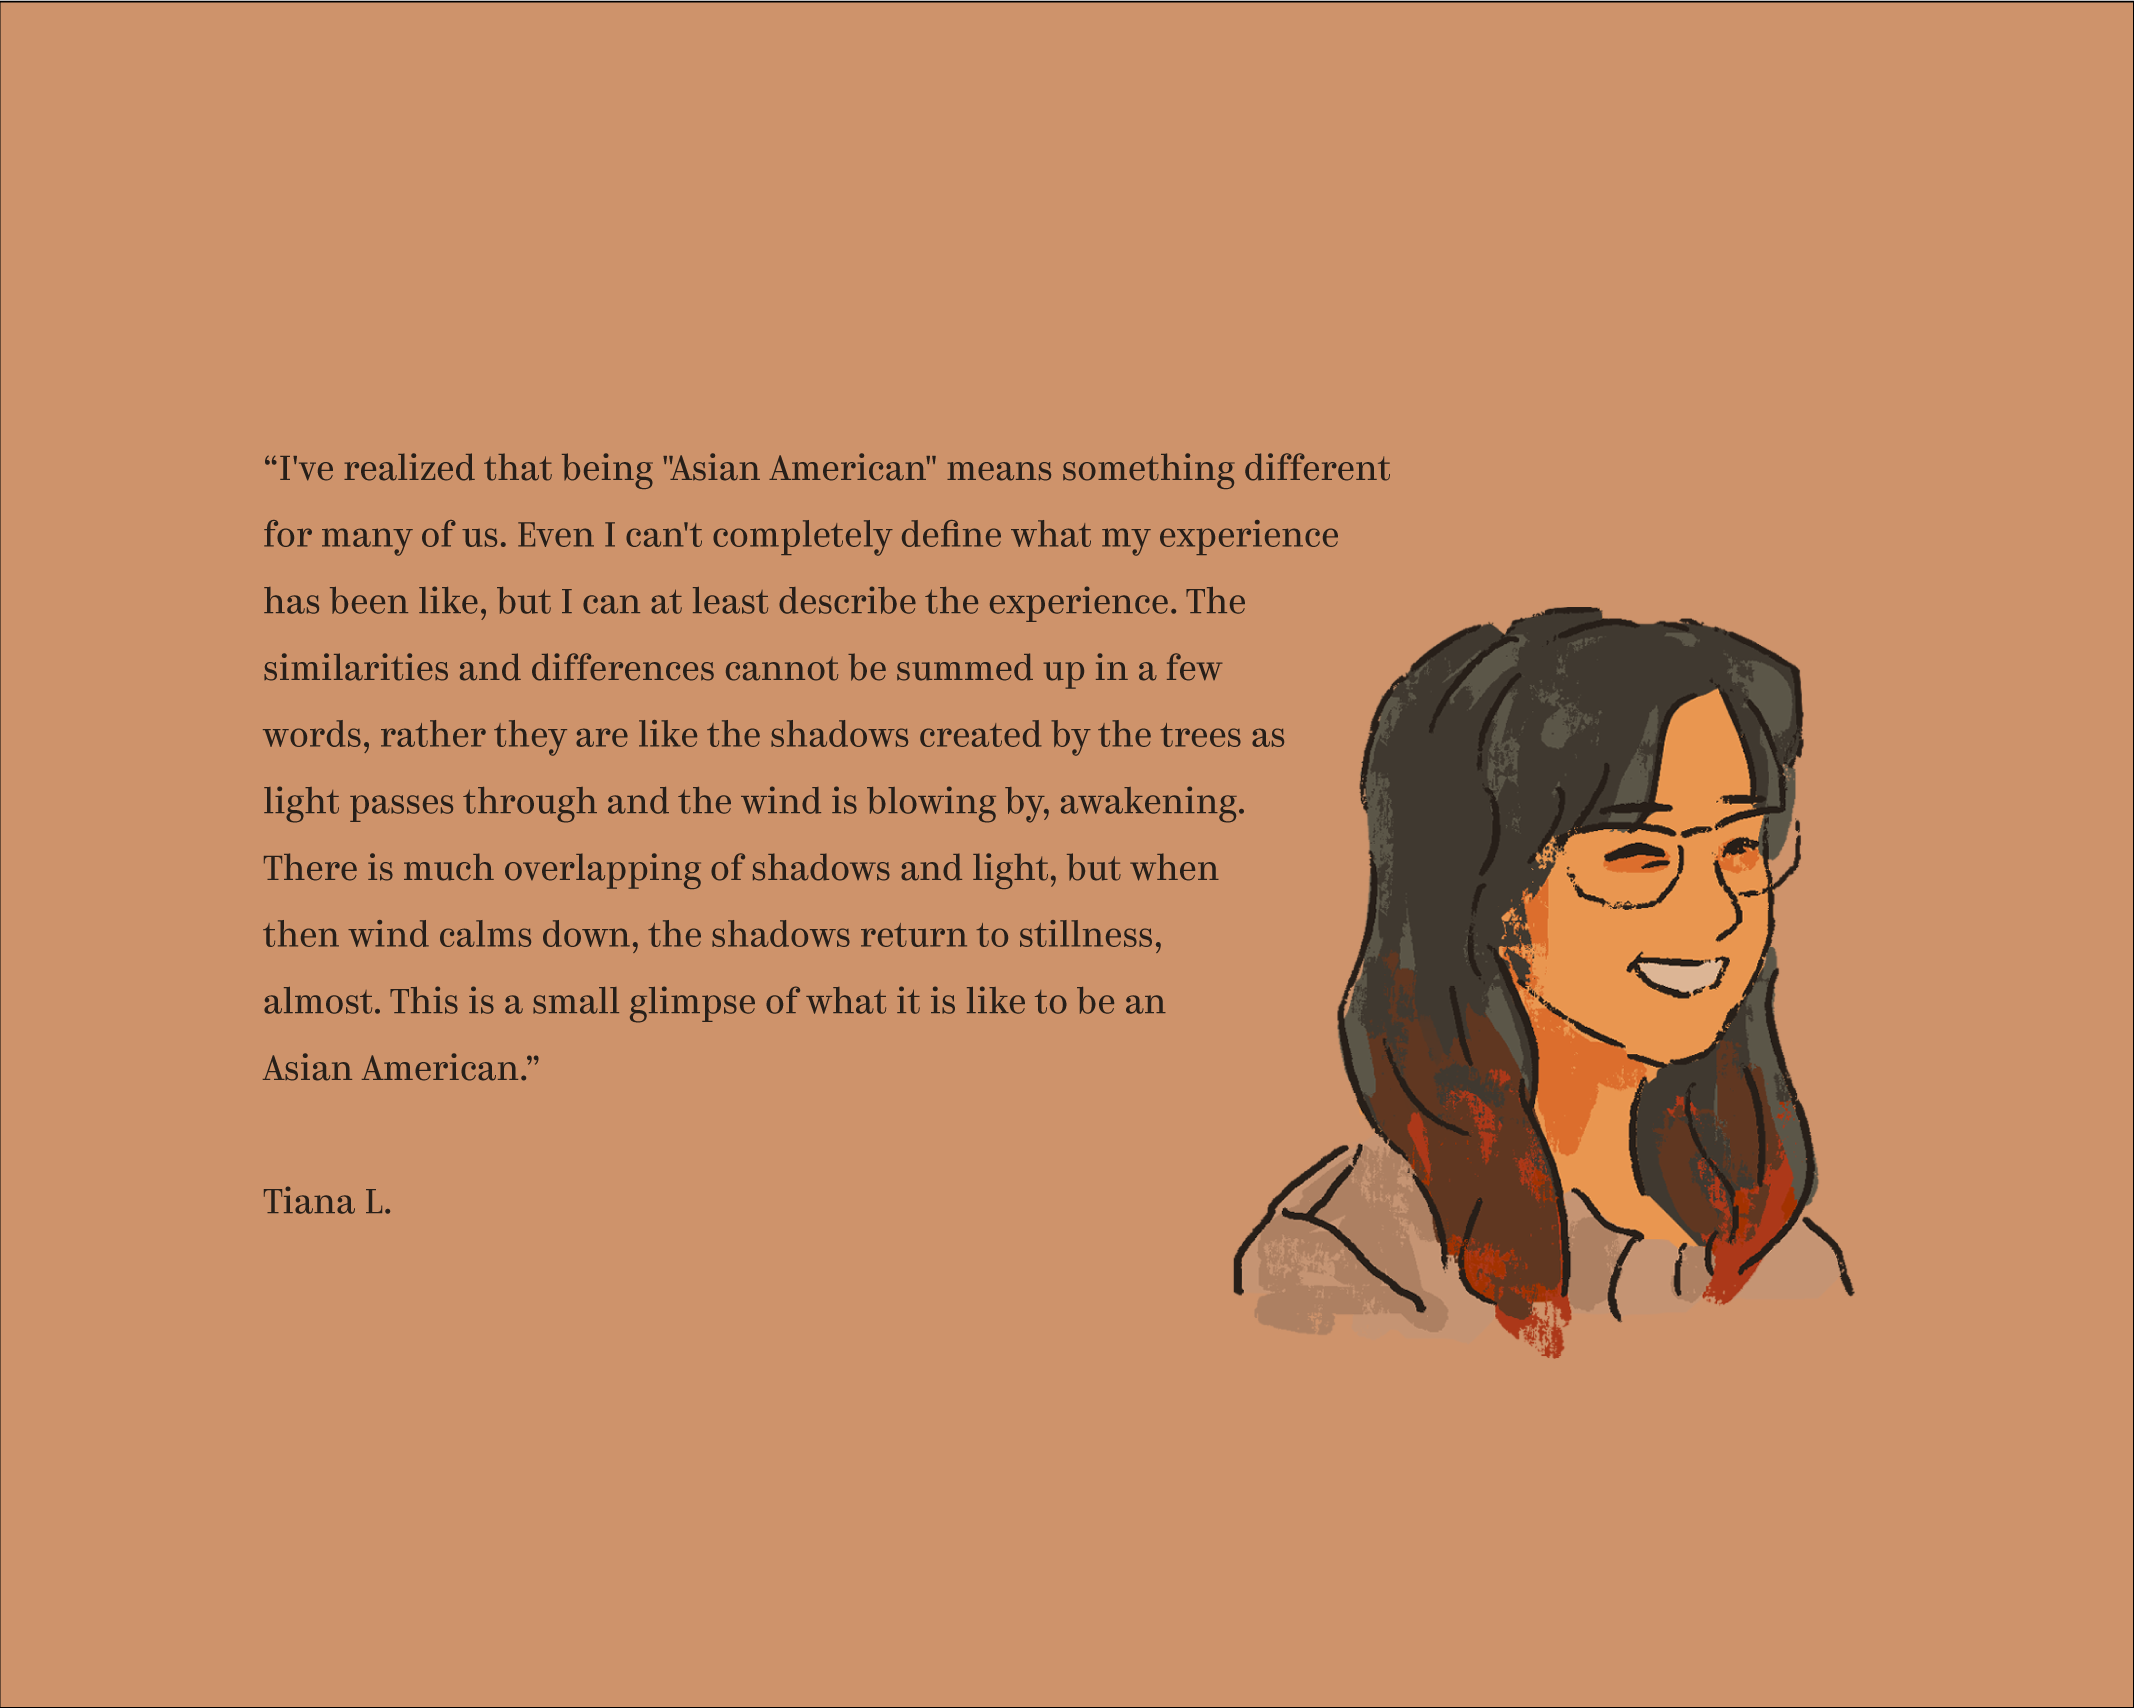 “I've realized that being "Asian American" means something different
for many of us. Even I can't completely define what my experience
has been like, but I can at least describe the experience. The
similarities and differences cannot be summed up in a few
words, rather they are like the shadows created by the trees as
light passes through and the wind is blowing by, awakening.
There is much overlapping of shadows and light, but when
then wind calms down, the shadows return to stillness,
almost. This is a small glimpse of what it is like to be an
Asian American.”
Tiana L.